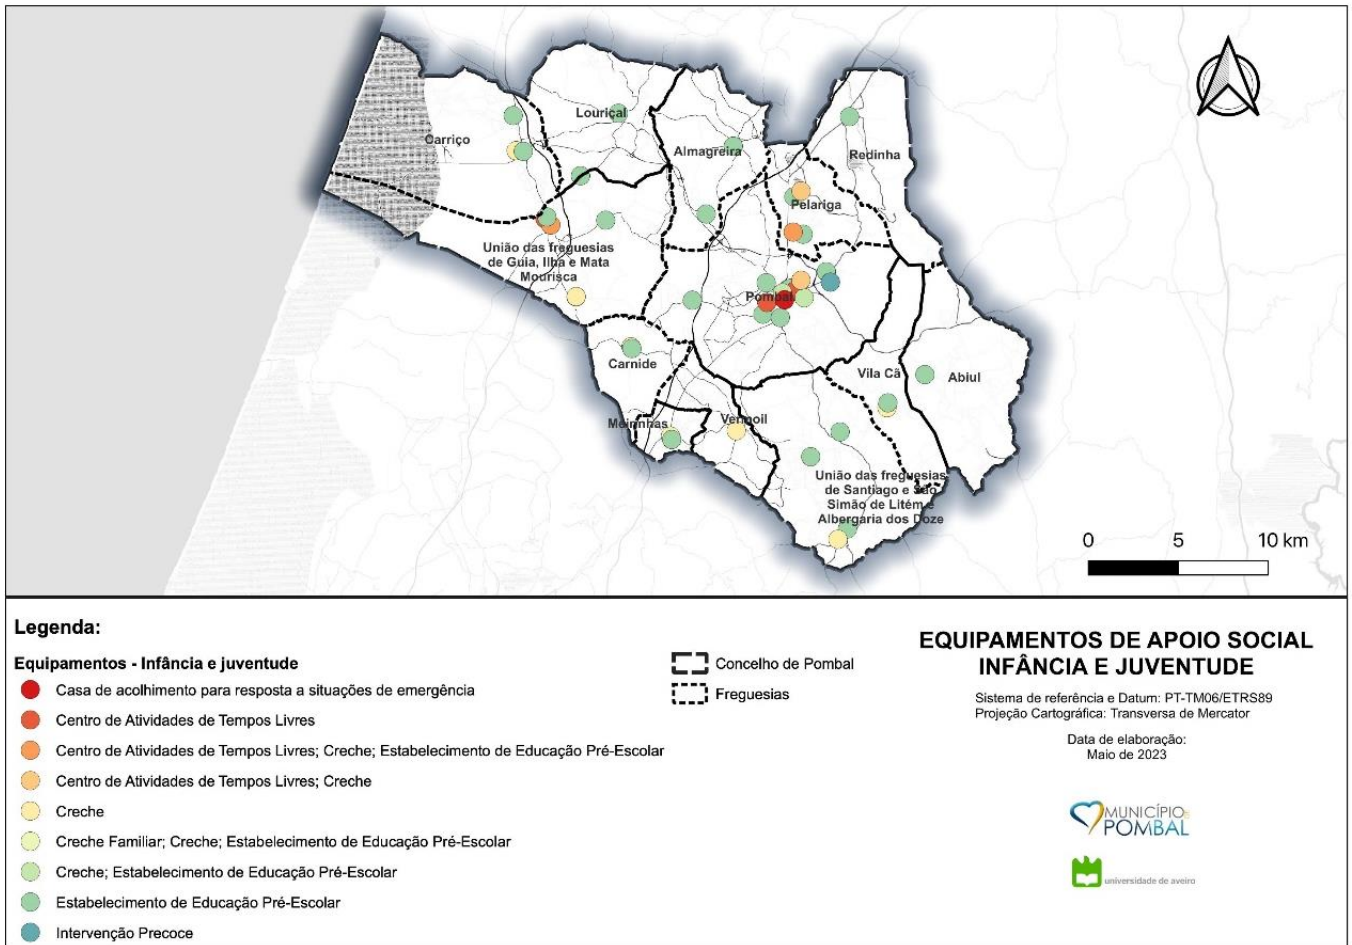 Carriço
Louriçal
Almagreira
Redinha
Pelariga
União das freguesias
de Guia, Ilha e Mata
Mourisca
Pombal
Carnide
Vila Cã
Abiul
Meirinhas
Vermoil
União das freguesias
de Santiago e São
Simão de Litém e
Albergaria dos Doze
0 5 10 km
Legenda:
Equipamentos - Infância e juventude
Casa de acolhimento para resposta a situações de emergência
Centro de Atividades de Tempos Livres
Centro de Atividades de Tempos Livres; Creche; Estabelecimento de Educação Pré-Escolar
Centro de Atividades de Tempos Livres; Creche
Creche
Creche Familiar; Creche; Estabelecimento de Educação Pré-Escolar
Creche; Estabelecimento de Educação Pré-Escolar
Estabelecimento de Educação Pré-Escolar
Intervenção Precoce
Concelho de Pombal
Freguesias
EQUIPAMENTOS DE APOIO SOCIAL
INFÂNCIA E JUVENTUDE
Sistema de referência e Datum: PT-TM06/ETRS89
Projeção Cartográfica: Transversa de Mercator
Data de elaboração:
Maio de 2023
MUNICÍPIO DE
POMBAL
universidade de aveiro